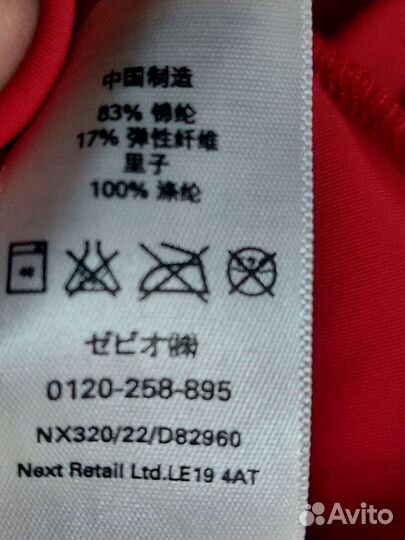 中国制造
83% 锦纶
17% 弹性纤维
里子
100% 涤纶
40
ゼビオ㈱
0120-258-895
NX320/22/D82960
Next Retail Ltd.LE19 4AT
Avito